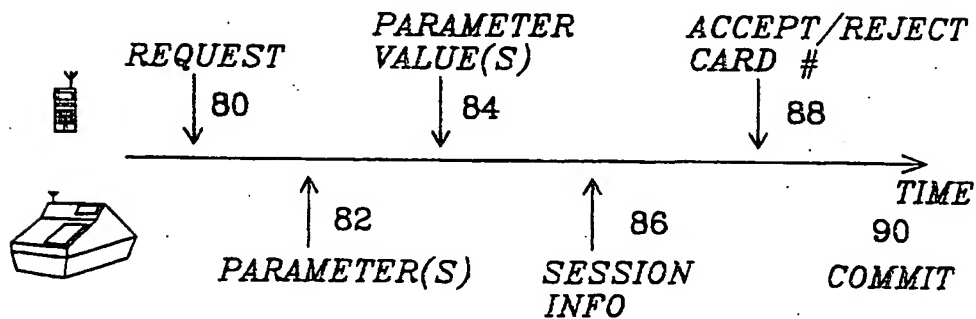 REQUEST
80
PARAMETER
VALUE(S)
84
ACCEPT/REJECT
CARD #
88
TIME
82
PARAMETER(S)
86
SESSION
INFO
90
COMMIT